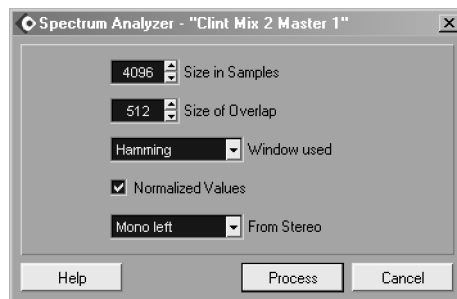 Spectrum Analyzer - "Clint Mix 2 Master 1"
4096 Size in Samples
512 Size of Overlap
Hamming Window used
Normalized Values
Mono left From Stereo
Help Process Cancel